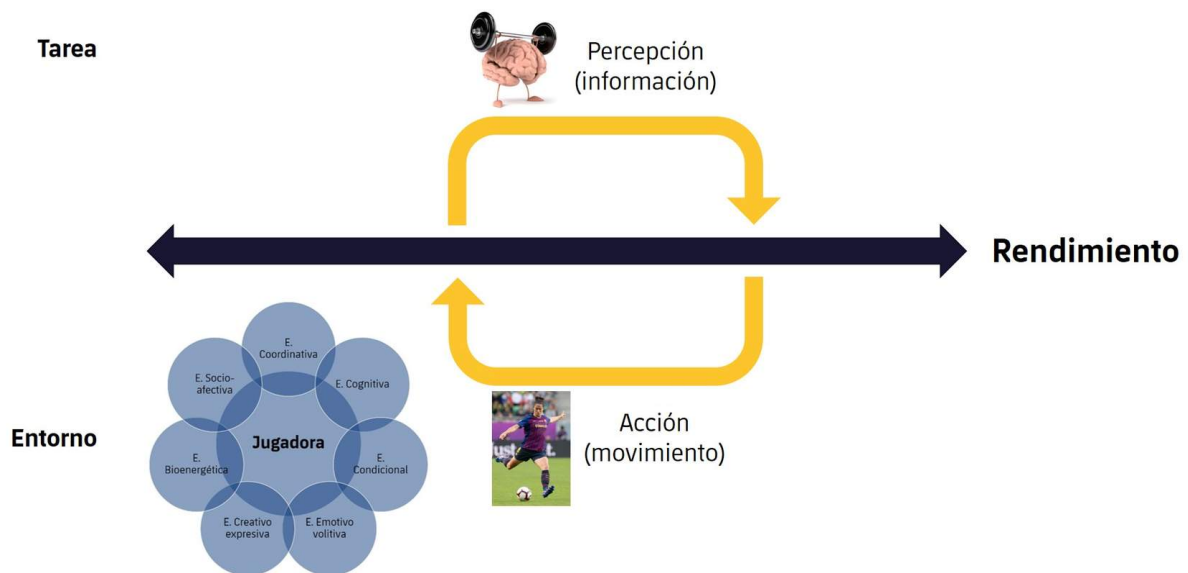 Tarea
Percepción
(información)
Rendimiento
E.
Coordinativa
E. Socio-
afectiva
E. Cognitiva
Entorno
Jugadora
E.
Bioenergética
E.
Condicional
E. Creativo
expresiva
E. Emotivo
volitiva
Acción
(movimiento)